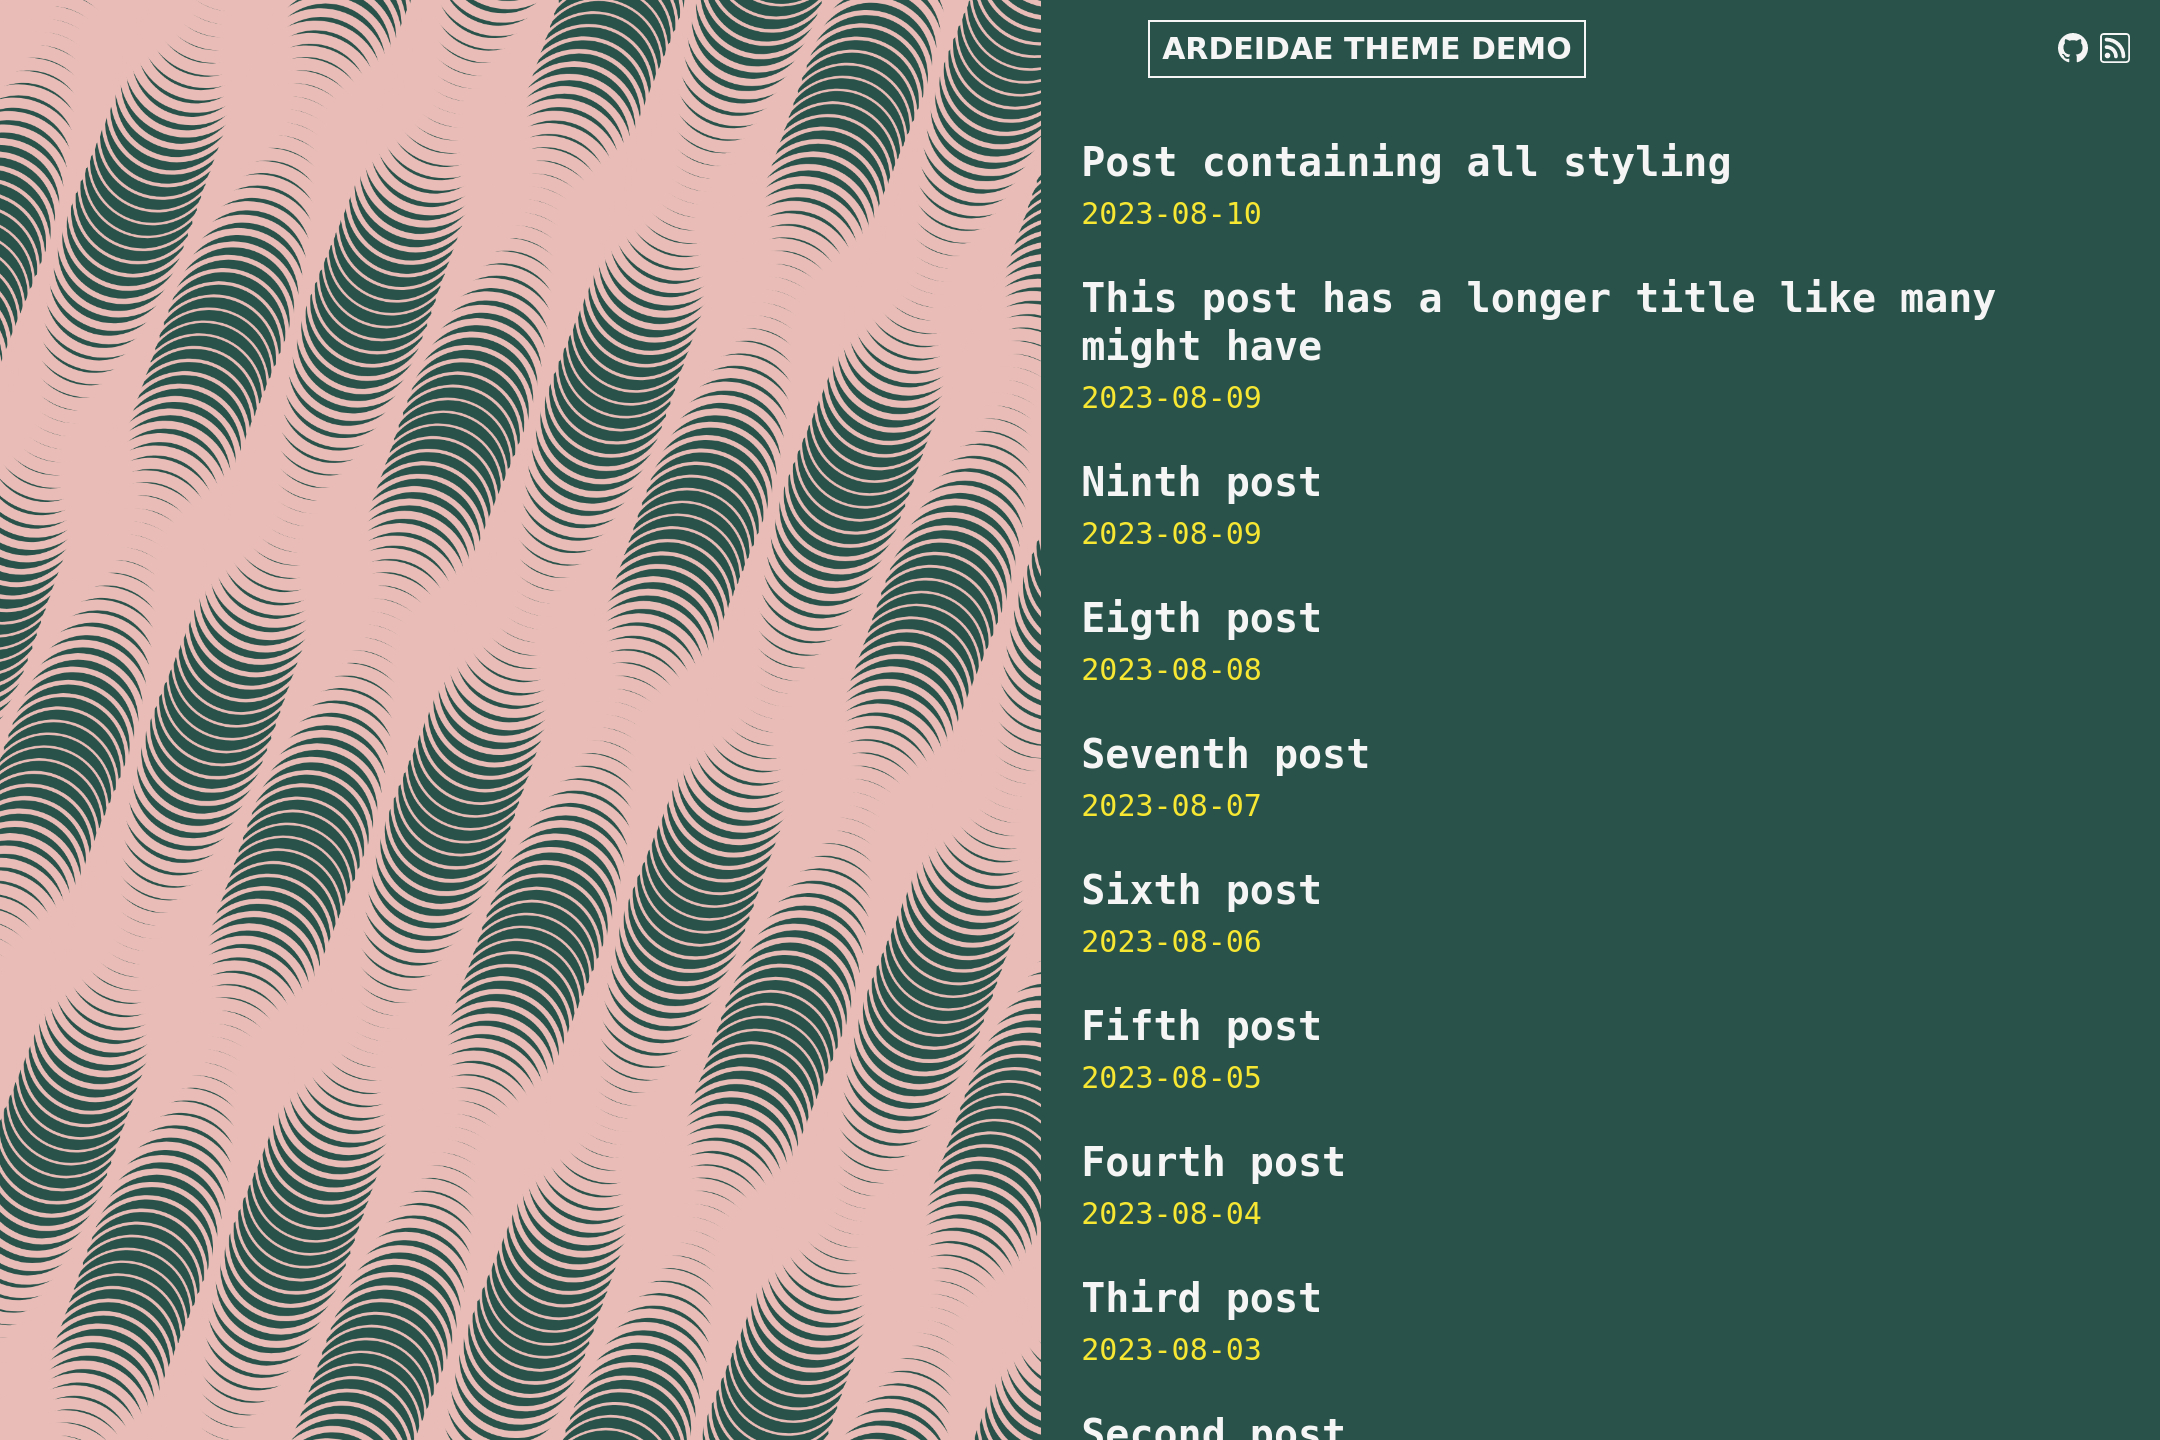 ARDEIDAE THEME DEMO
Post containing all styling
2023-08-10
This post has a longer title like many
might have
2023-08-09
Ninth post
2023-08-09
Eigth post
2023-08-08
Seventh post
2023-08-07
Sixth post
2023-08-06
Fifth post
2023-08-05
Fourth post
2023-08-04
Third post
2023-08-03
Second post